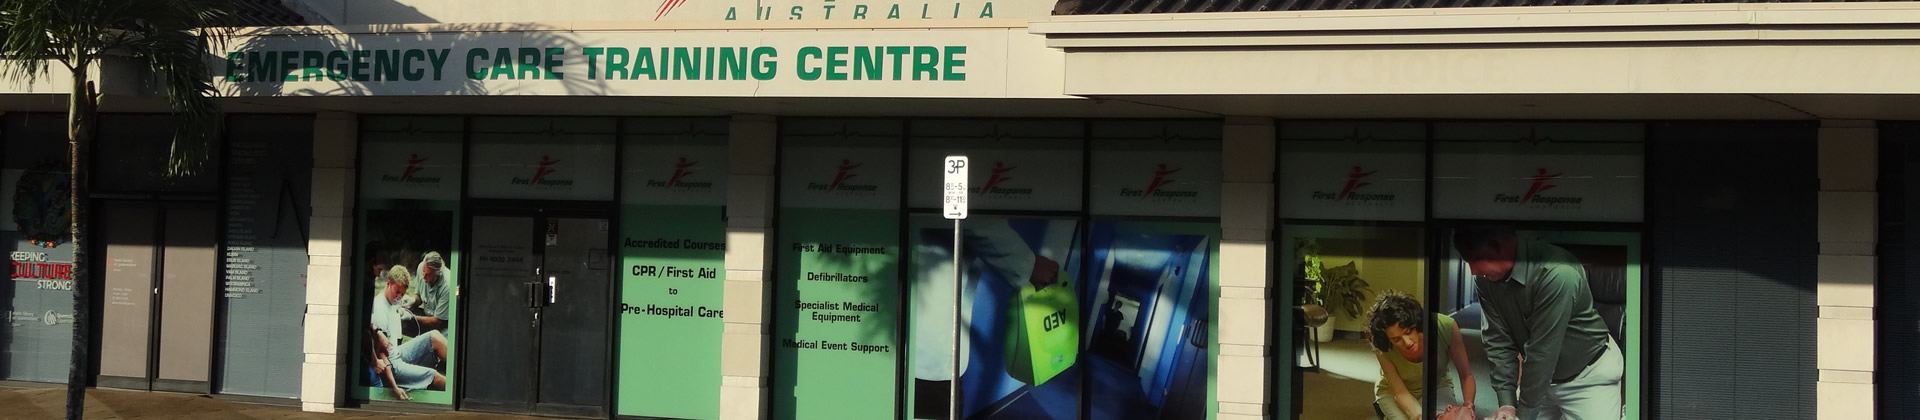 AUSTRALIA
EMERGENCY CARE TRAINING CENTRE
First Response
First Response
First Response
First Response
First Response
First Response
First Response
3P
Accredited Courses
CPR / First Aid
to
Pre-Hospital Care
First Aid Equipment
Defibrillators
Specialist Medical
Equipment
Medical Event Support
AED
KEEPING
CULTURE
STRONG